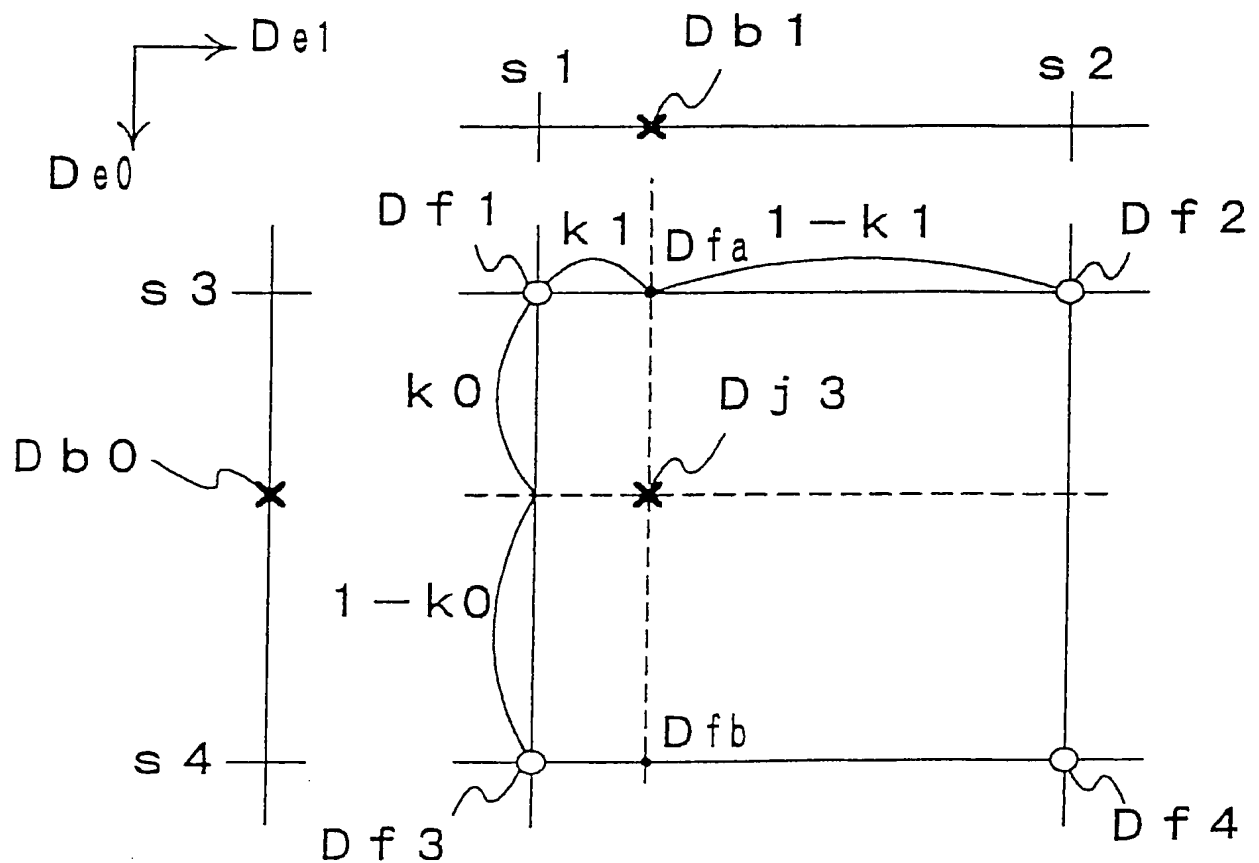 De1
De0
Db1
s1
s2
Df1
k1
Dfa
1-k1
Df2
s3
k0
Dj3
Db0
1-k0
Dfb
s4
Df3
Df4